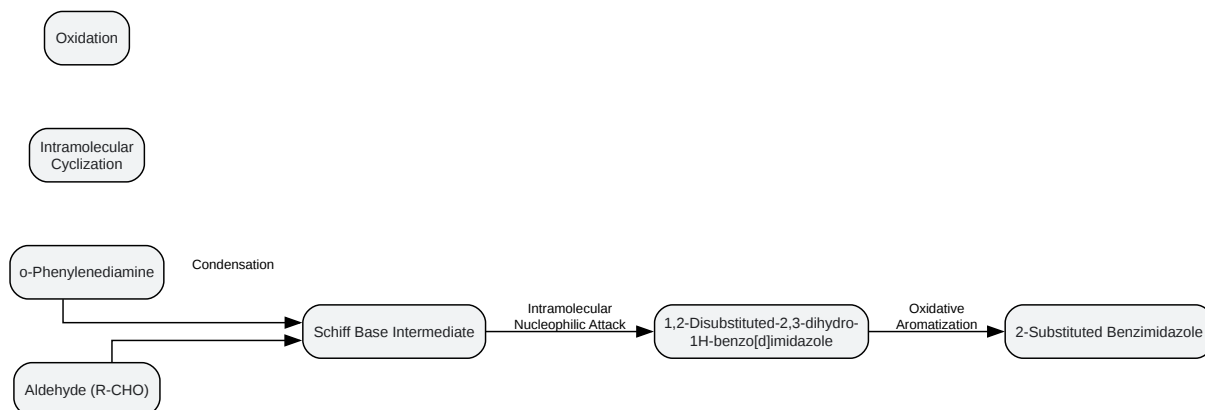 Oxidation
Intramolecular
Cyclization
o-Phenylenediamine
Condensation
Aldehyde (R-CHO)
Schiff Base Intermediate
Intramolecular
Nucleophilic Attack
1,2-Disubstituted-2,3-dihydro-
1H-benzo[d]imidazole
Oxidative
Aromatization
2-Substituted Benzimidazole